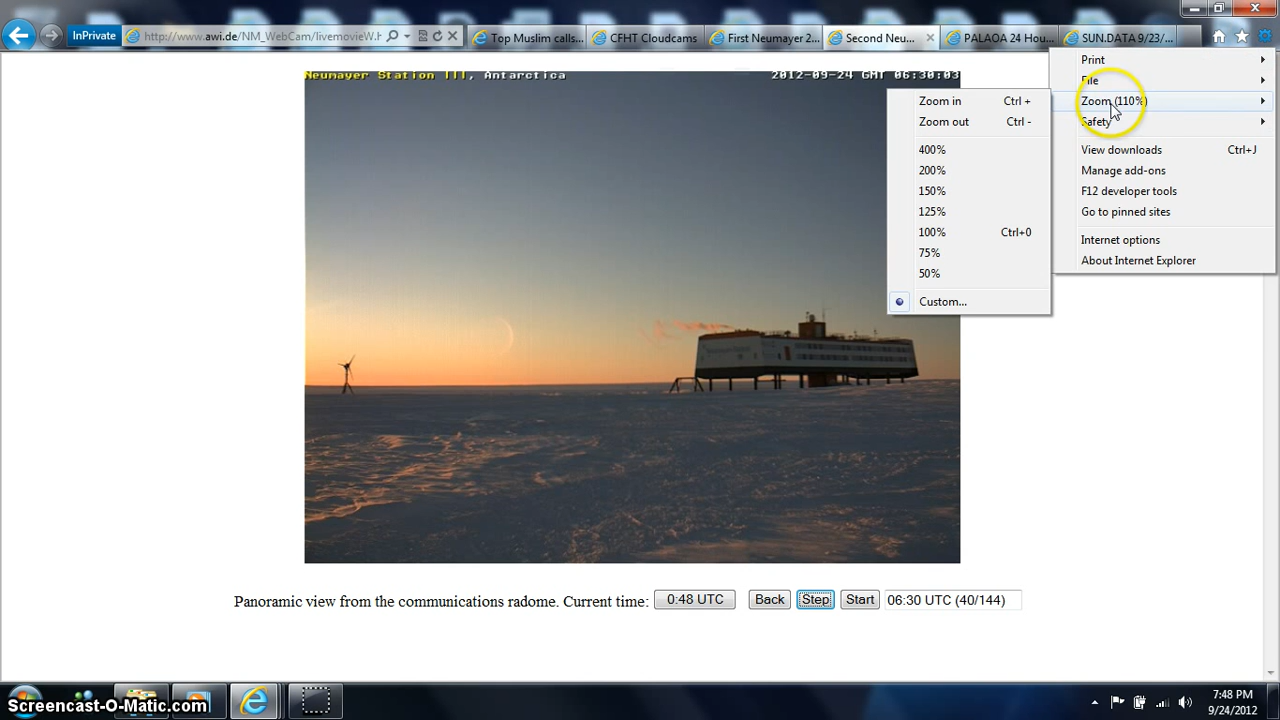 InPrivate
http://www.awi.de/NM_WebCam/livemovieW.h
Top Muslim calls...
CFHT Cloudcams
First Neumayer 2...
Second Neu...
PALAOA 24 Hou...
SUN.DATA 9/23/...
Neumayer Station III, Antarctica
2012-09-24 GMT 06:30:03
Print
File
Zoom (110%)
Safety
View downloads Ctrl+J
Manage add-ons
F12 developer tools
Go to pinned sites
Internet options
About Internet Explorer
Zoom in Ctrl +
Zoom out Ctrl -
400%
200%
150%
125%
100% Ctrl+0
75%
50%
Custom...
Panoramic view from the communications radome. Current time: 0:48 UTC Back Step Start 06:30 UTC (40/144)
Screencast-O-Matic.com
7:48 PM
9/24/2012